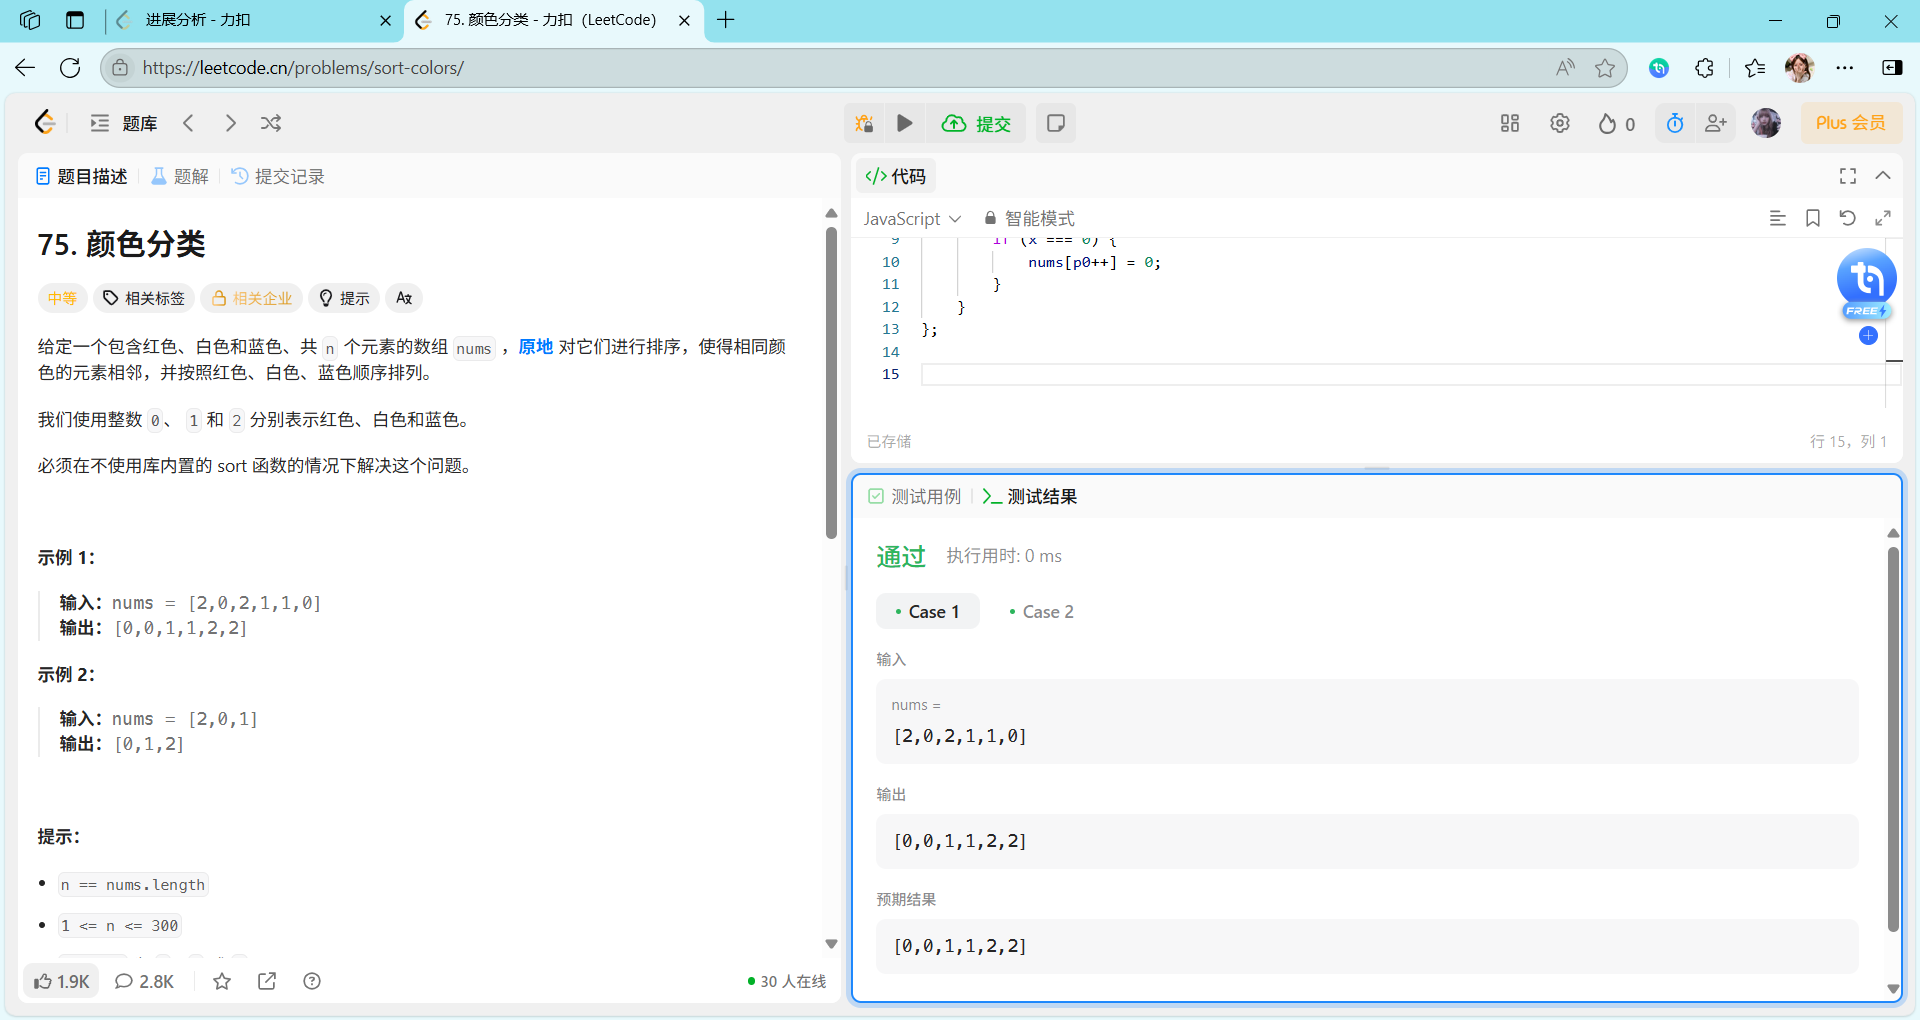 进展分析 - 力扣
75. 颜色分类 - 力扣（LeetCode）
https://leetcode.cn/problems/sort-colors/
题库
提交
0
Plus 会员
题目描述
题解
提交记录
75. 颜色分类
中等
相关标签
相关企业
提示
给定一个包含红色、白色和蓝色、共 n 个元素的数组 nums ，原地 对它们进行排序，使得相同颜
色的元素相邻，并按照红色、白色、蓝色顺序排列。
我们使用整数 0、 1 和 2 分别表示红色、白色和蓝色。
必须在不使用库内置的 sort 函数的情况下解决这个问题。
示例 1：
输入：nums = [2,0,2,1,1,0]
输出：[0,0,1,1,2,2]
示例 2：
输入：nums = [2,0,1]
输出：[0,1,2]
提示：
n == nums.length
1 <= n <= 300
1.9K
2.8K
30 人在线
</> 代码
JavaScript
智能模式
9 if (x === 0) {
10 nums[p0++] = 0;
11 }
12 }
13 };
14
15
FREE
已存储
行 15，列 1
测试用例
测试结果
通过
执行用时: 0 ms
Case 1
Case 2
输入
nums =
[2,0,2,1,1,0]
输出
[0,0,1,1,2,2]
预期结果
[0,0,1,1,2,2]